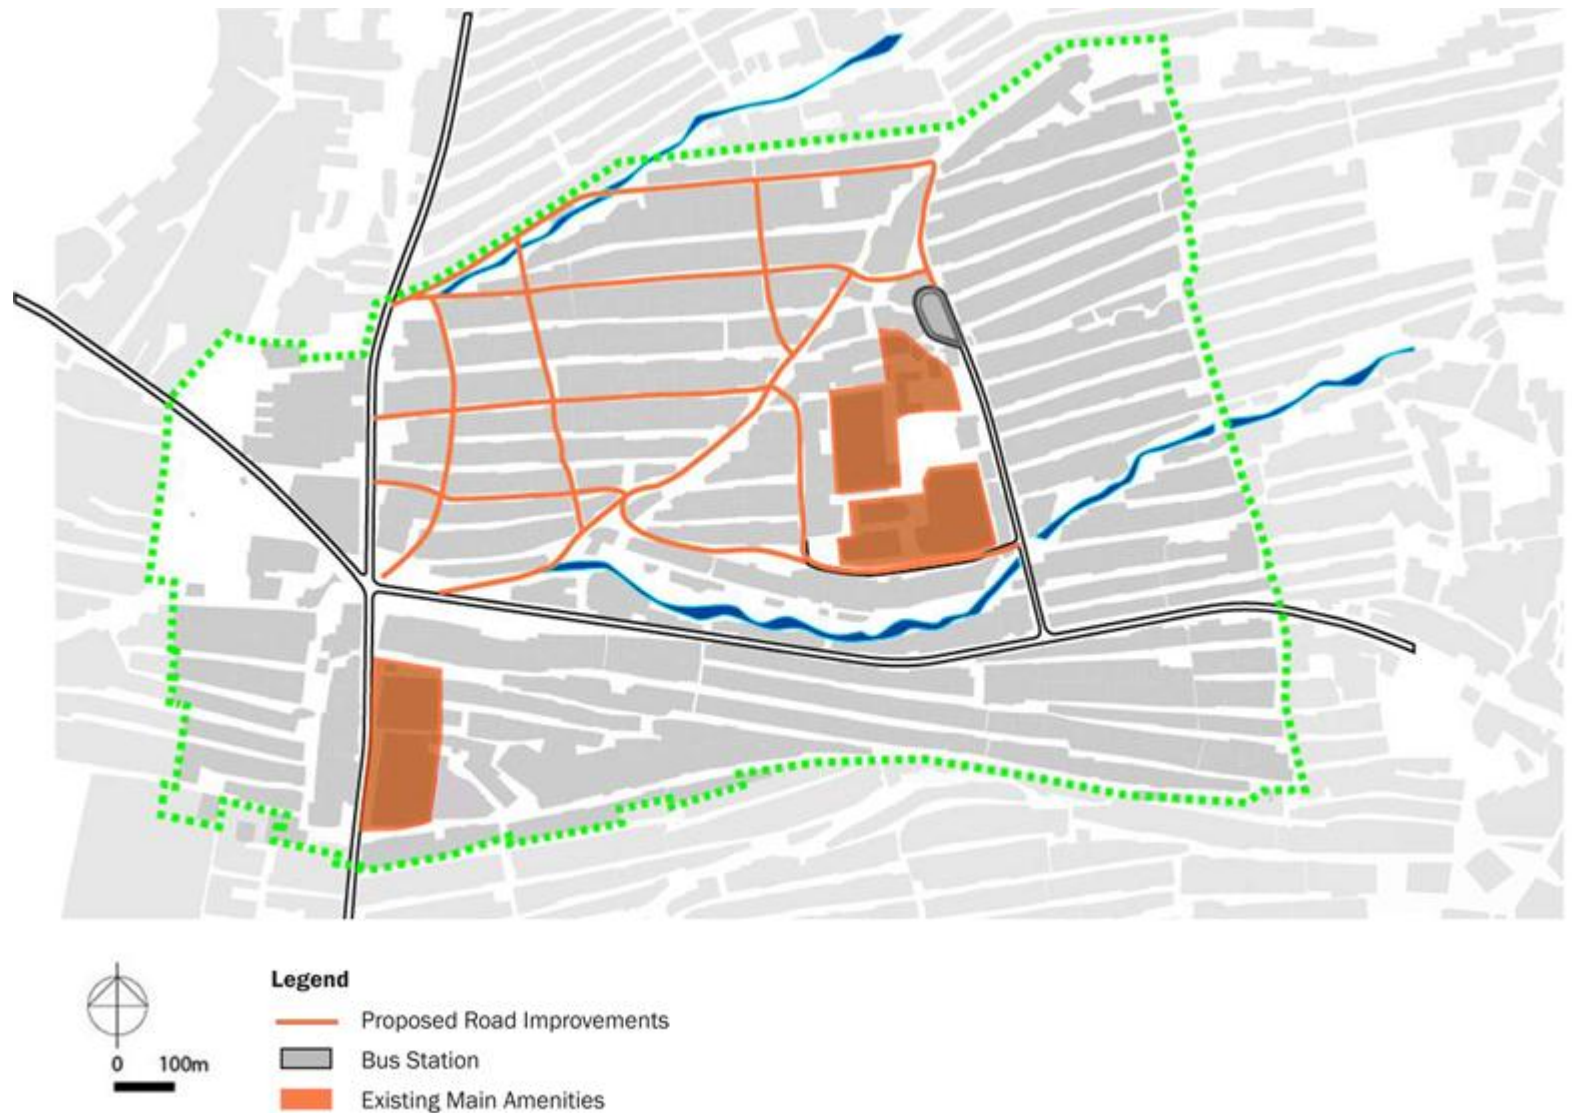 Legend
Proposed Road Improvements
Bus Station
Existing Main Amenities
0 100m